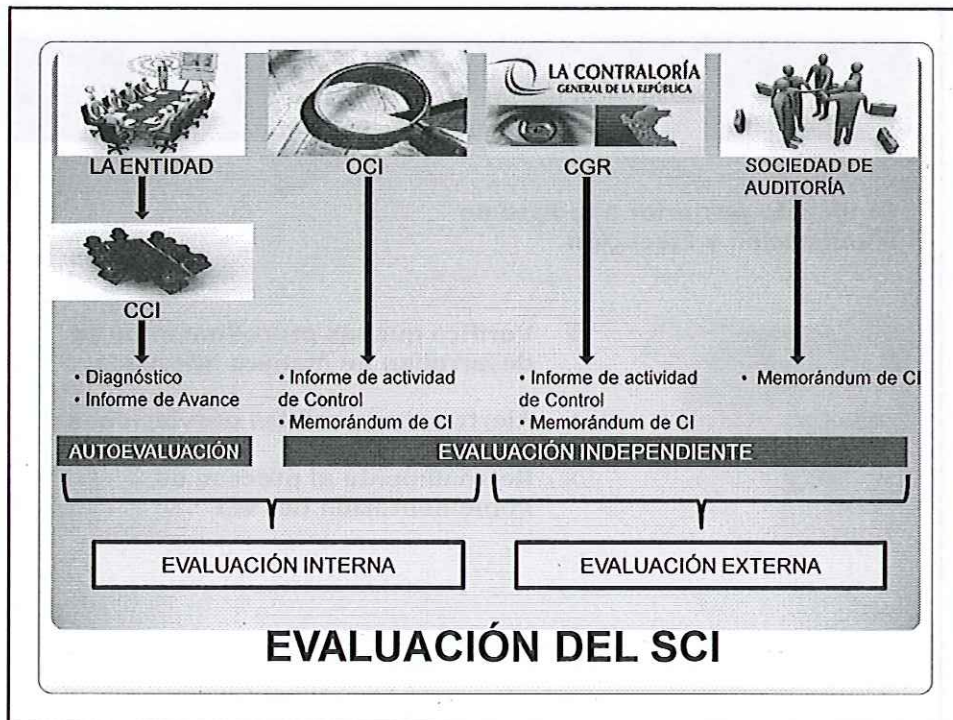 LA CONTRALORÍA
GENERAL DE LA REPÚBLICA
LA ENTIDAD
OCI
CGR
SOCIEDAD DE
AUDITORÍA
CCI
• Diagnóstico
• Informe de Avance
• Informe de actividad
de Control
• Memorándum de CI
• Informe de actividad
de Control
• Memorándum de CI
• Memorándum de CI
AUTOEVALUACIÓN
EVALUACIÓN INDEPENDIENTE
EVALUACIÓN INTERNA
EVALUACIÓN EXTERNA
EVALUACIÓN DEL SCI